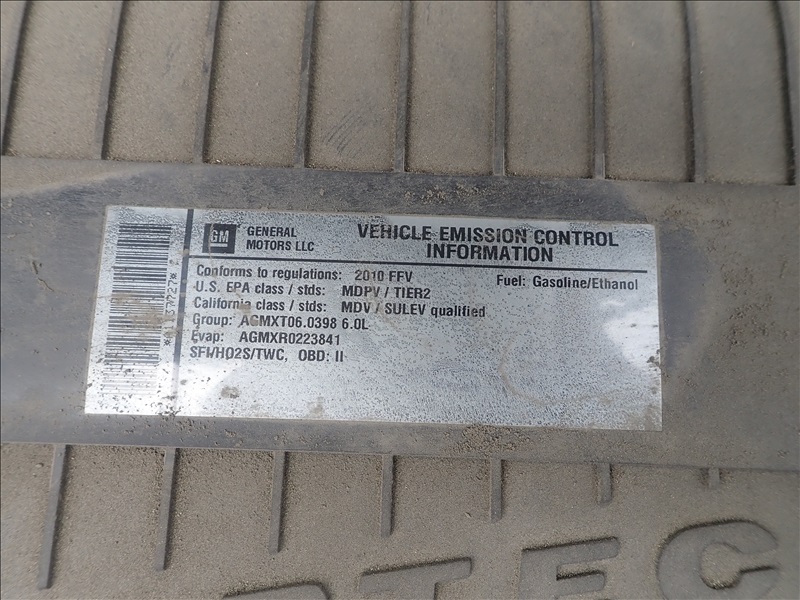 GM GENERAL MOTORS LLC
VEHICLE EMISSION CONTROL
INFORMATION
Conforms to regulations: 2010 FFV Fuel: Gasoline/Ethanol
U.S. EPA class / stds: MDPV / TIER2
California class / stds: MDV / SULEV qualified
Group: AGMXT06.0398 6.0L
Evap: AGMXR0223841
SFI/HO2S/TWC, OBD: II
TEC